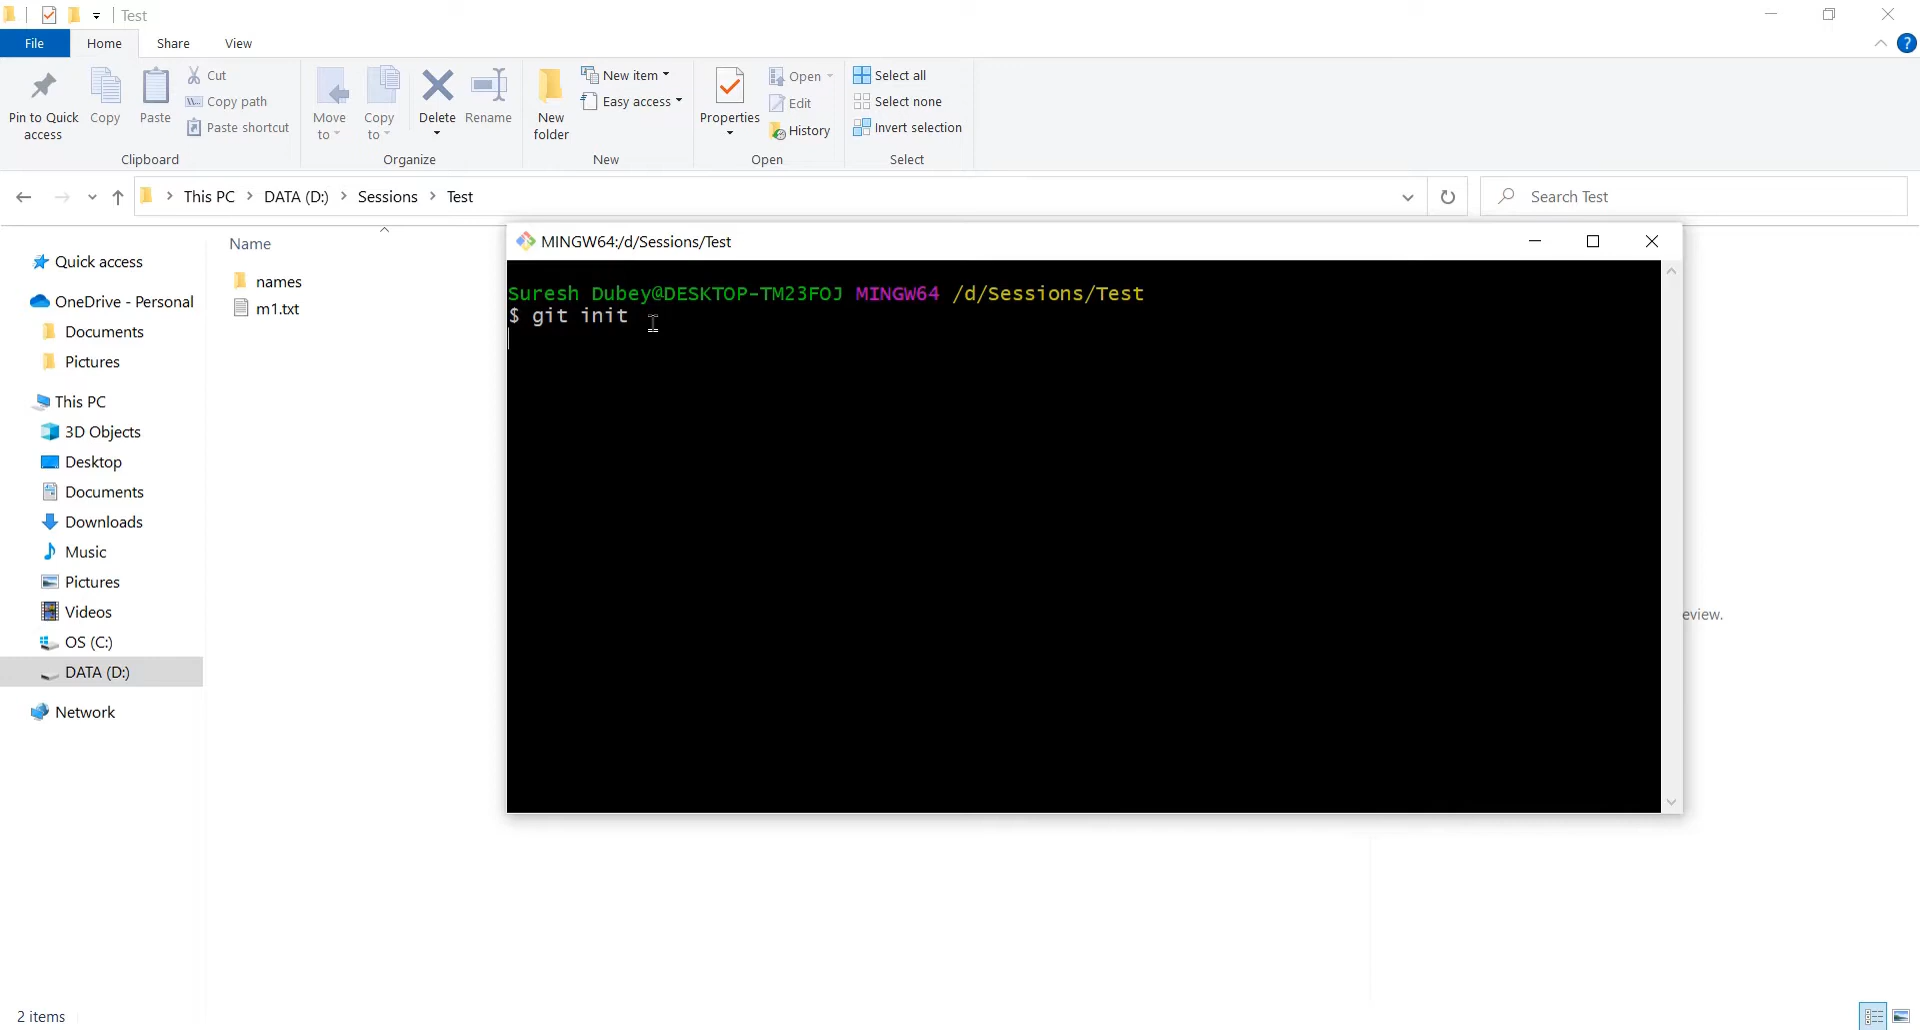 Test
File Home Share View
Pin to Quick access
Copy
Paste
Cut
Copy path
Paste shortcut
Clipboard
Move to
Copy to
Delete
Rename
Organize
New folder
New item
Easy access
New
Properties
Open
Edit
History
Open
Select all
Select none
Invert selection
Select
This PC DATA (D:) Sessions Test
Search Test
Quick access
OneDrive - Personal
Documents
Pictures
This PC
3D Objects
Desktop
Documents
Downloads
Music
Pictures
Videos
OS (C:)
DATA (D:)
Network
Name
names
m1.txt
MINGW64:/d/Sessions/Test
Suresh Dubey@DESKTOP-TM23FOJ MINGW64 /d/Sessions/Test
$ git init
eview.
2 items